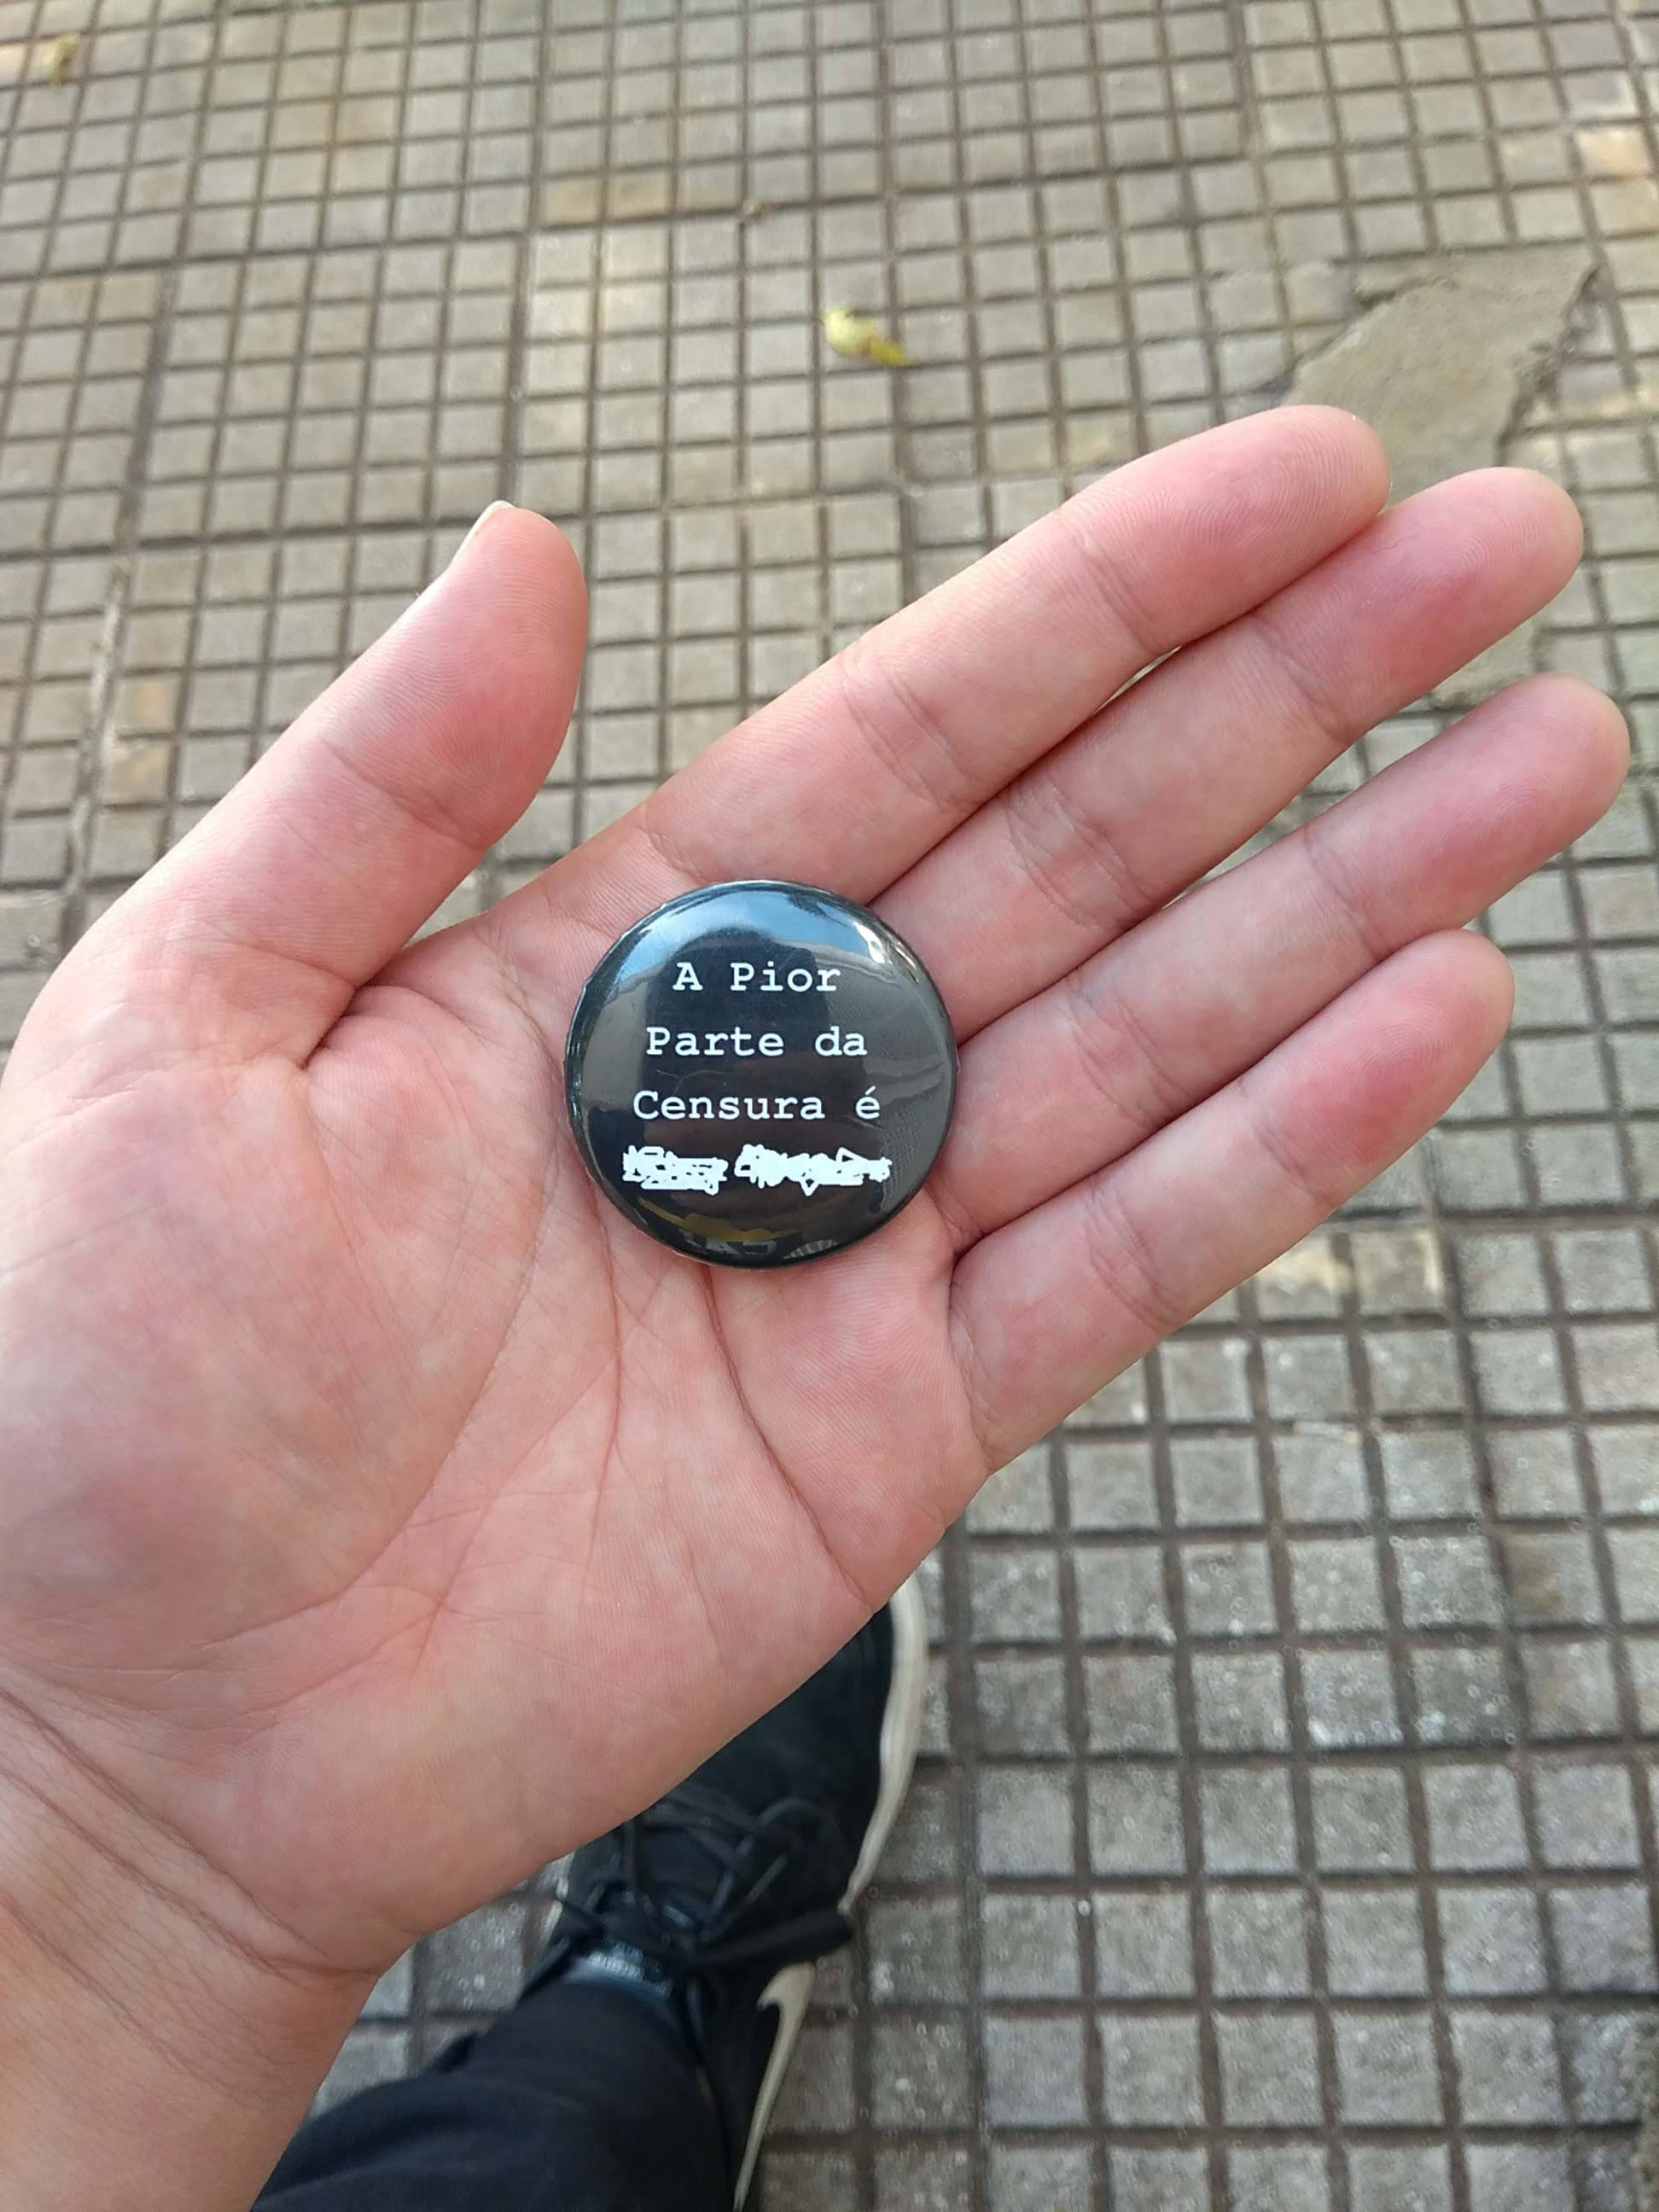 A Pior
Parte da
Censura é